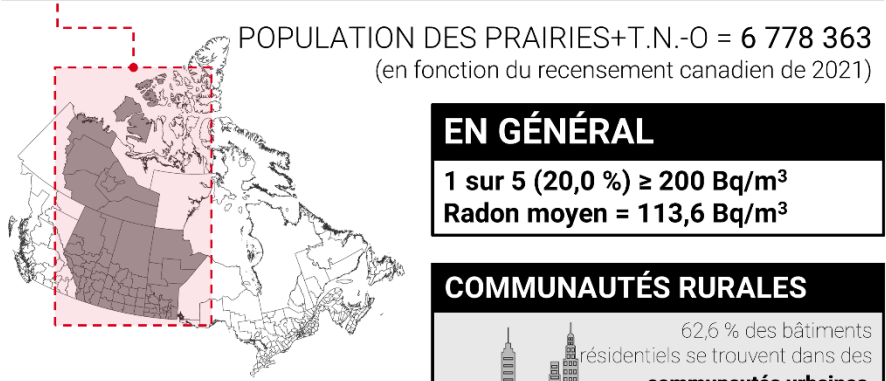 POPULATION DES PRAIRIES+T.N.-O = 6 778 363
(en fonction du recensement canadien de 2021)
EN GÉNÉRAL
1 sur 5 (20,0 %) ≥ 200 Bq/m³
Radon moyen = 113,6 Bq/m³
COMMUNAUTÉS RURALES
62,6 % des bâtiments
résidentiels se trouvent dans des
communautés urbaines